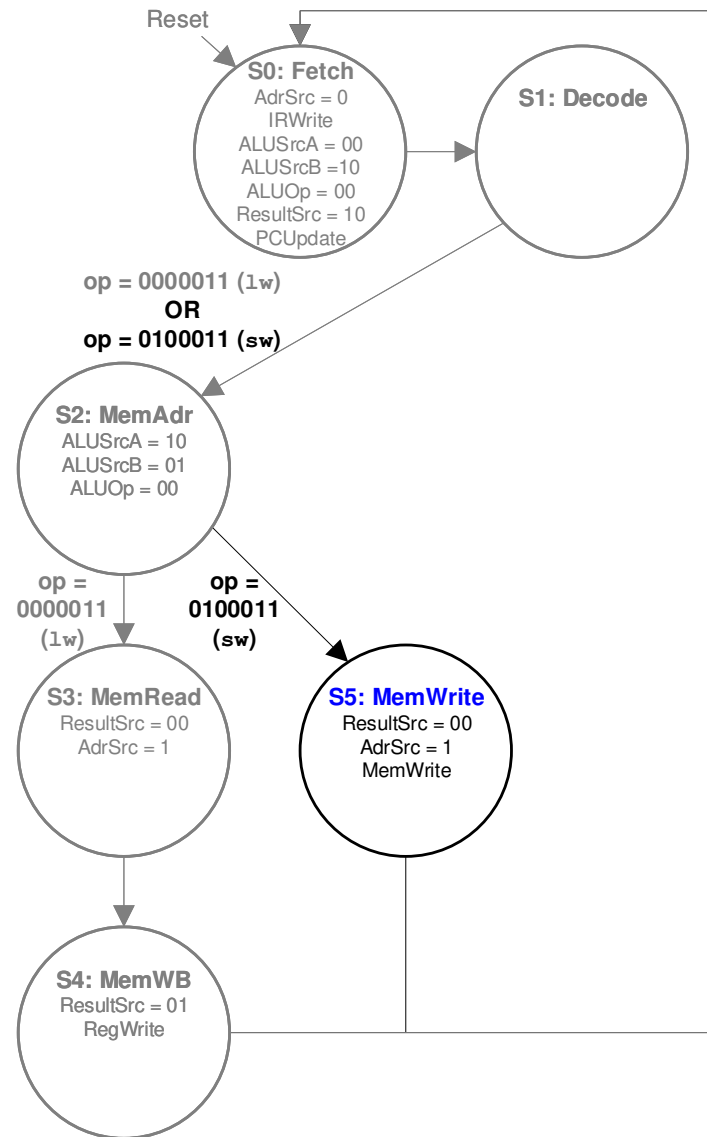 Reset
S0: Fetch
AdrSrc = 0
IRWrite
ALUSrcA = 00
ALUSrcB =10
ALUOp = 00
ResultSrc = 10
PCUpdate
S1: Decode
op = 0000011 (lw)
OR
op = 0100011 (sw)
S2: MemAdr
ALUSrcA = 10
ALUSrcB = 01
ALUOp = 00
op =
0000011
(lw)
op =
0100011
(sw)
S3: MemRead
ResultSrc = 00
AdrSrc = 1
S5: MemWrite
ResultSrc = 00
AdrSrc = 1
MemWrite
S4: MemWB
ResultSrc = 01
RegWrite